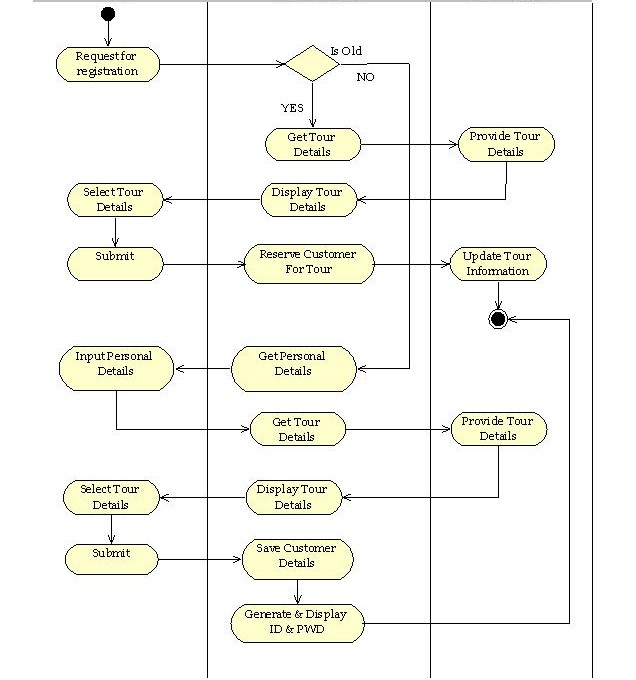 Request for
registration
Is Old
NO
YES
Get Tour
Details
Provide Tour
Details
Select Tour
Details
Display Tour
Details
Submit
Reserve Customer
For Tour
Update Tour
Information
Input Personal
Details
Get Personal
Details
Get Tour
Details
Provide Tour
Details
Select Tour
Details
Display Tour
Details
Submit
Save Customer
Details
Generate & Display
ID & PWD